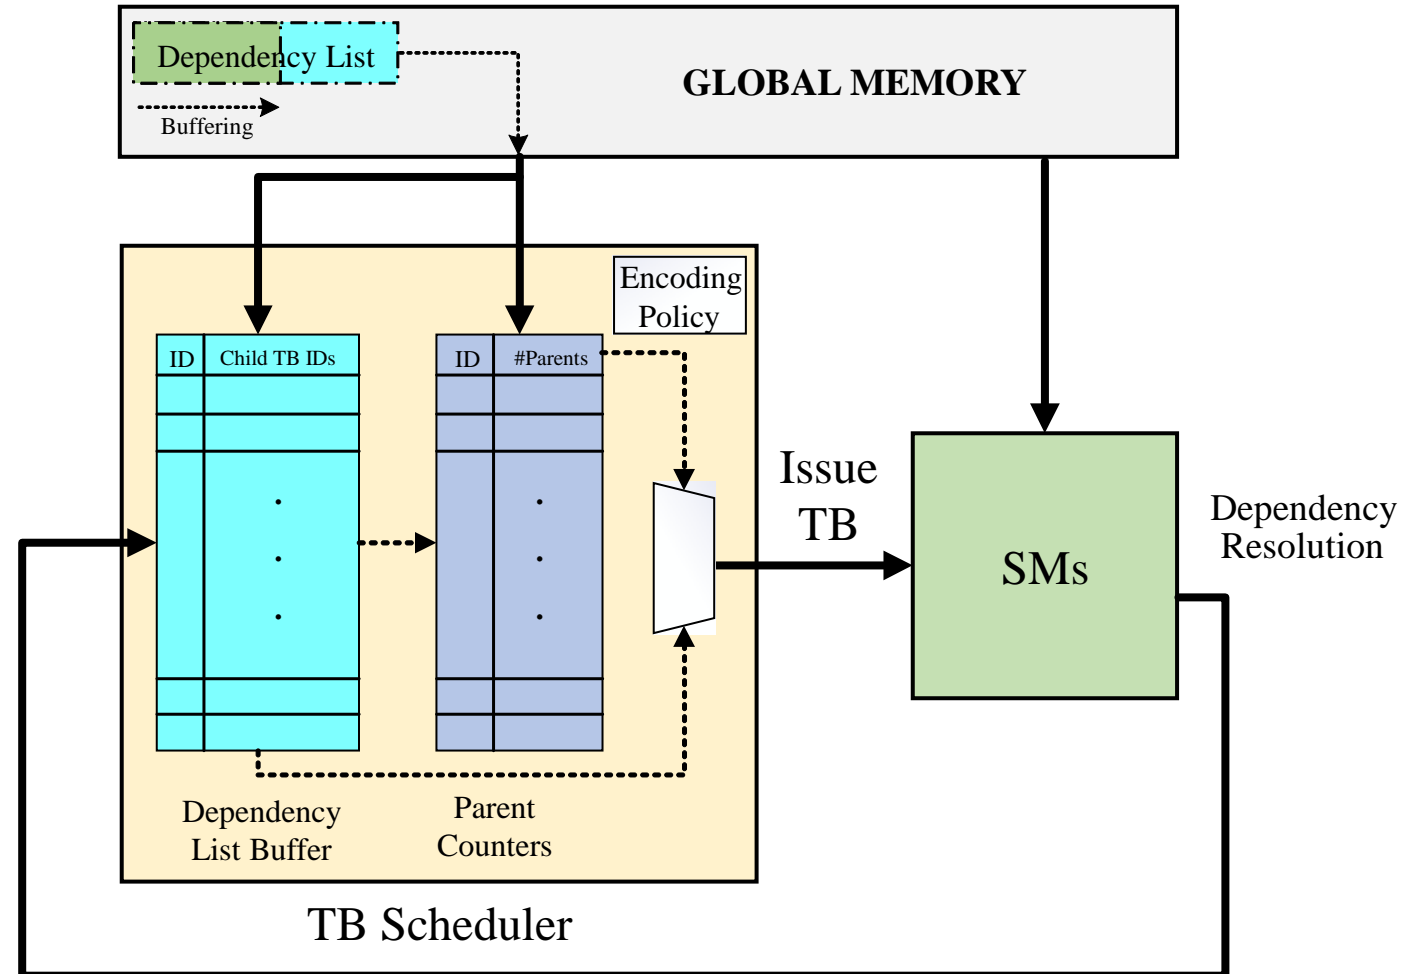 Dependency List
GLOBAL MEMORY
Buffering
Encoding
Policy
ID
Child TB IDs
ID
#Parents
Issue
TB
SMs
Dependency
Resolution
Dependency
List Buffer
Parent
Counters
TB Scheduler